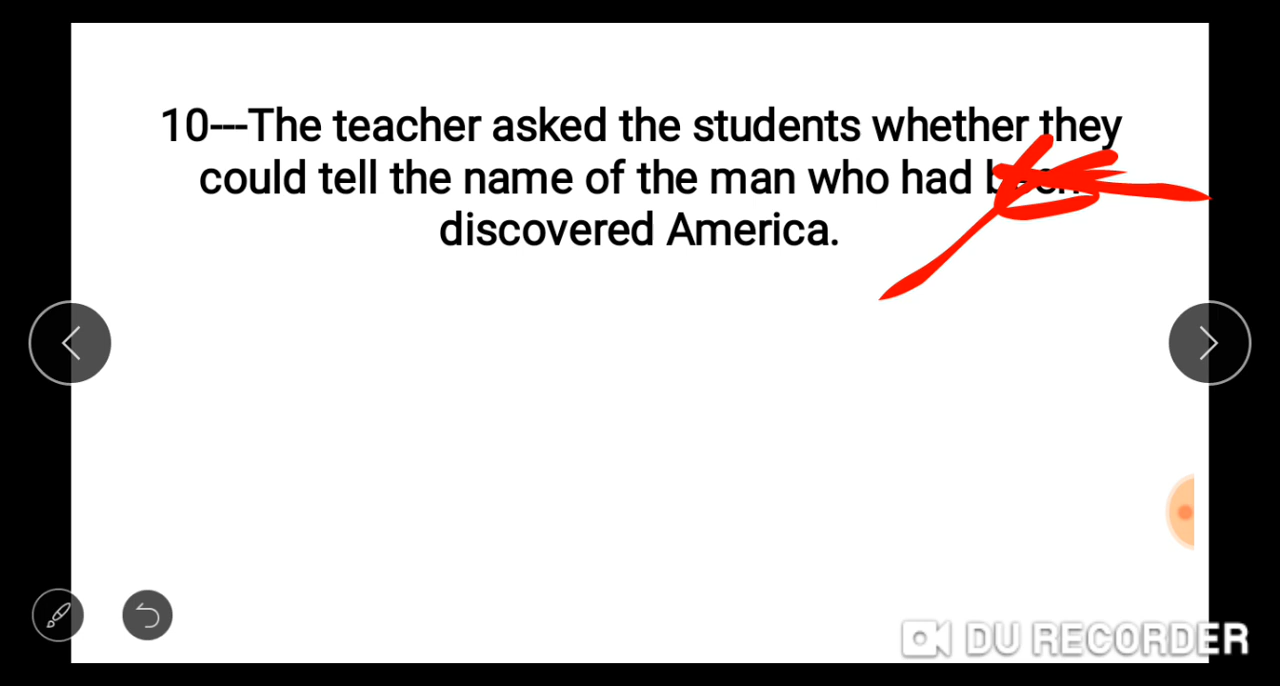 10---The teacher asked the students whether they
could tell the name of the man who had been
discovered America.
DU RECORDER